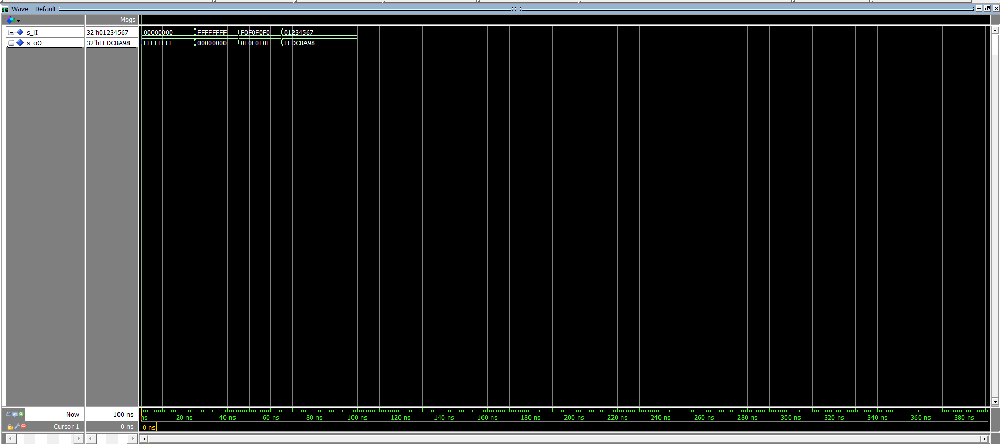 Wave - Default
Msgs
s_iI 32'h01234567 00000000 FFFFFFFF F0F0F0F0 01234567
s_oO 32'hFEDCBA98 FFFFFFFF 00000000 0F0F0F0F FEDCBA98
Now 100 ns ns 20 ns 40 ns 60 ns 80 ns 100 ns 120 ns 140 ns 160 ns 180 ns 200 ns 220 ns 240 ns 260 ns 280 ns 300 ns 320 ns 340 ns 360 ns 380 ns
Cursor 1 0 ns 0 ns